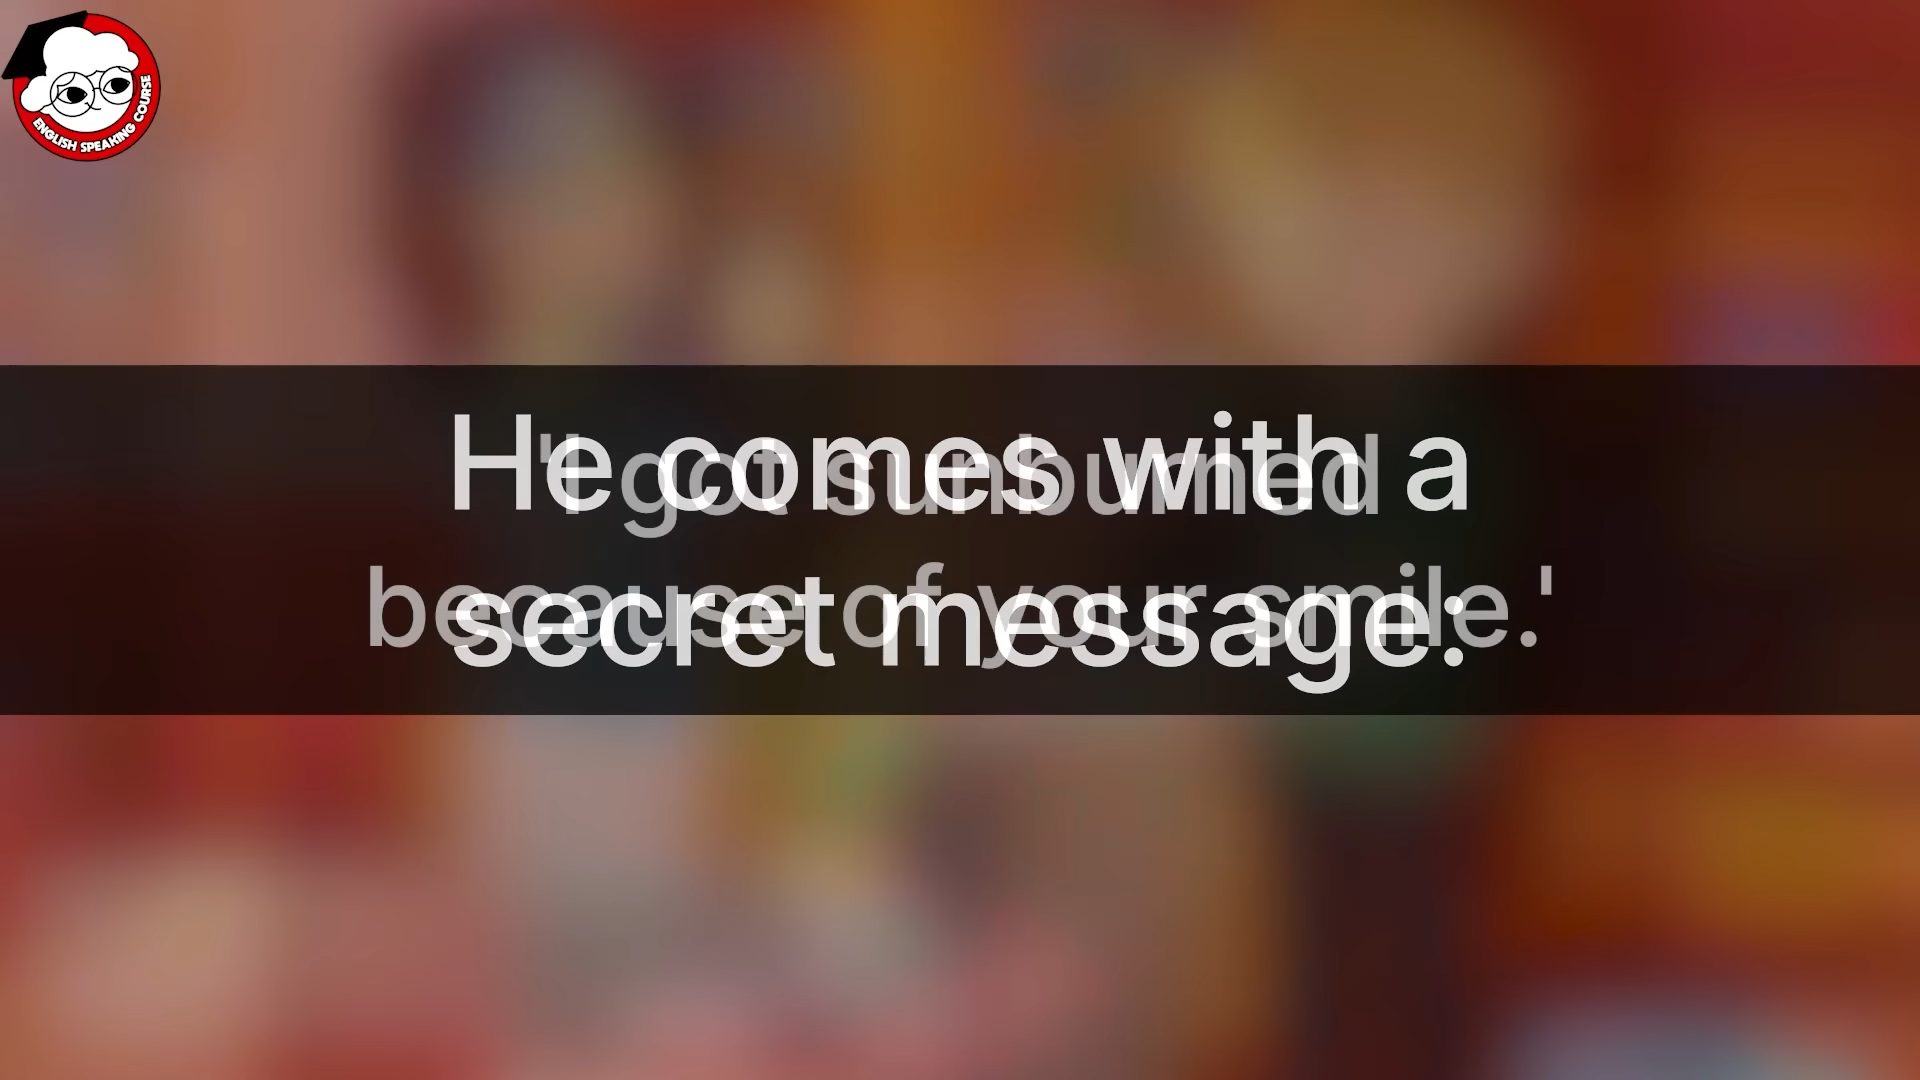 ENGLISH SPEAKING COURSE
He comes with a
secret message:
'I got sunburned
because of your smile.'